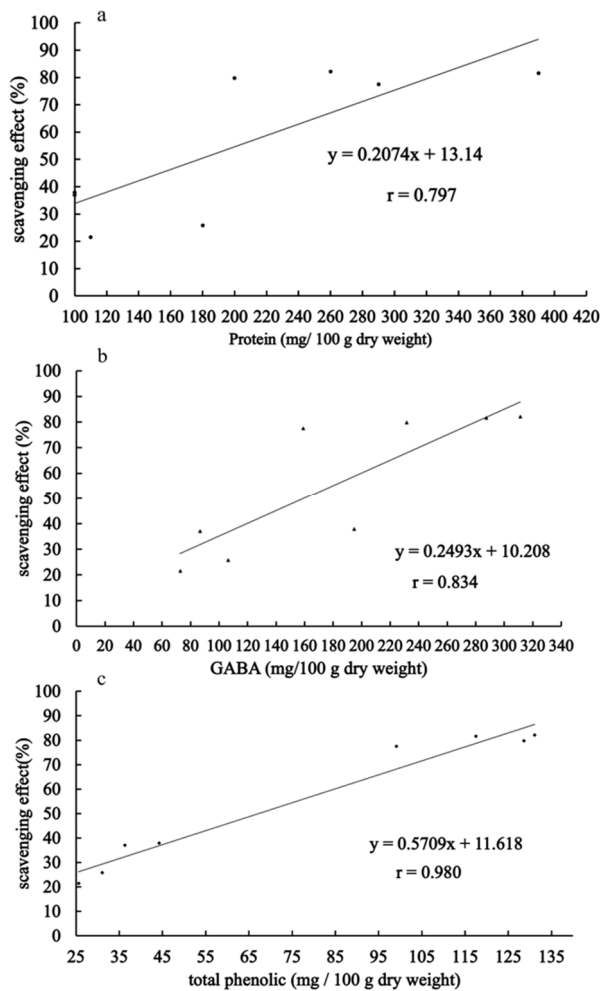 a
100
90
80
70
60
50
40
30
20
10
0
scavenging effect (%)
y = 0.2074x + 13.14
r = 0.797
100 120 140 160 180 200 220 240 260 280 300 320 340 360 380 400 420
Protein (mg/ 100 g dry weight)
b
100
90
80
70
60
50
40
30
20
10
0
scavenging effect (%)
y = 0.2493x + 10.208
r = 0.834
0 20 40 60 80 100 120 140 160 180 200 220 240 260 280 300 320 340
GABA (mg/100 g dry weight)
c
100
90
80
70
60
50
40
30
20
10
0
scavenging effect(%)
y = 0.5709x + 11.618
r = 0.980
25 35 45 55 65 75 85 95 105 115 125 135
total phenolic (mg / 100 g dry weight)